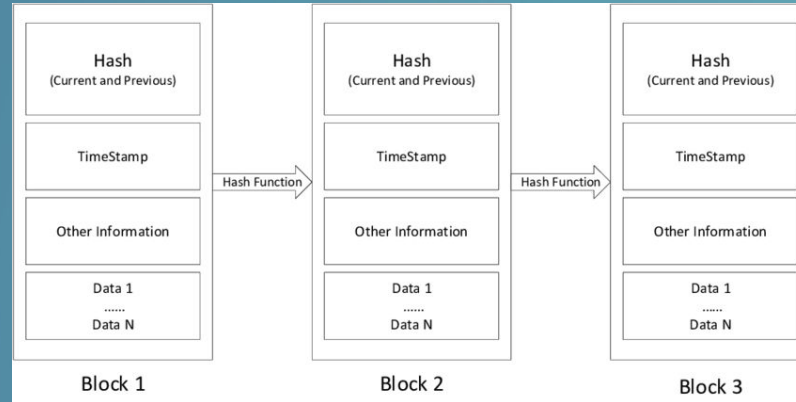 Hash
(Current and Previous)
TimeStamp
Other Information
Data 1
......
Data N
Block 1
Hash Function
Hash
(Current and Previous)
TimeStamp
Other Information
Data 1
......
Data N
Block 2
Hash Function
Hash
(Current and Previous)
TimeStamp
Other Information
Data 1
......
Data N
Block 3